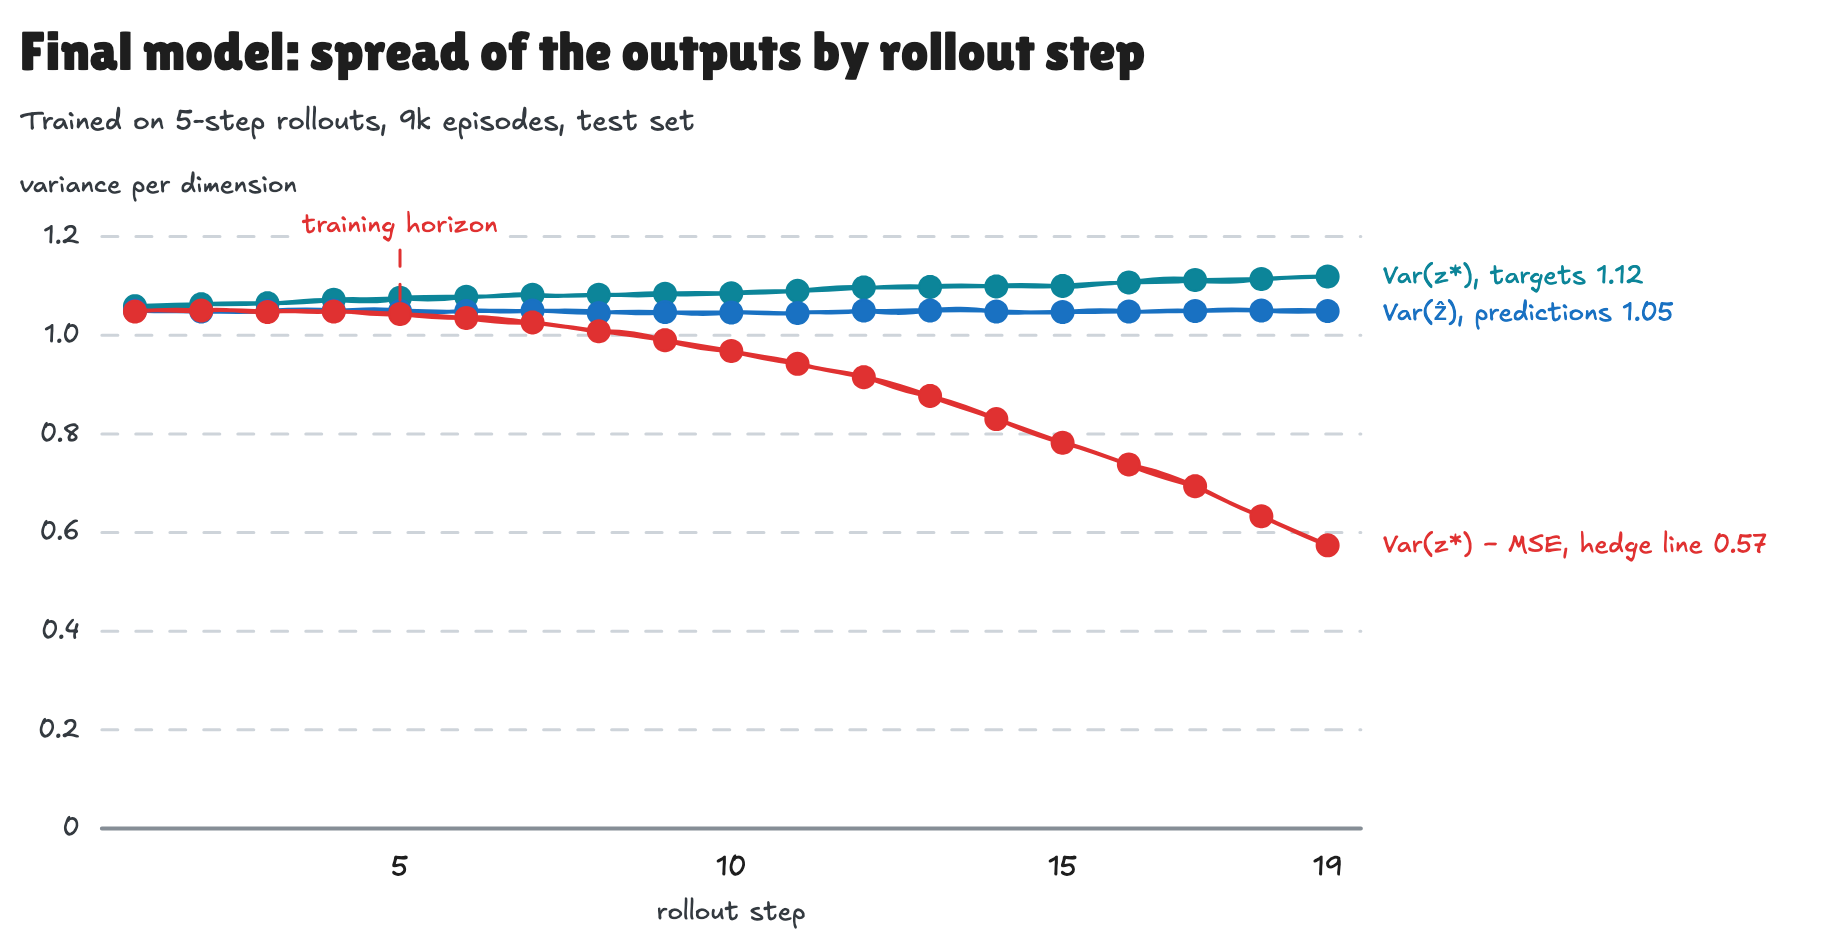 Final model: spread of the outputs by rollout step
Trained on 5-step rollouts, 9k episodes, test set
variance per dimension
training horizon
1.2
Var(z*), targets 1.12
Var(ẑ), predictions 1.05
1.0
0.8
0.6
Var(z*) – MSE, hedge line 0.57
0.4
0.2
0
5
10
15
19
rollout step